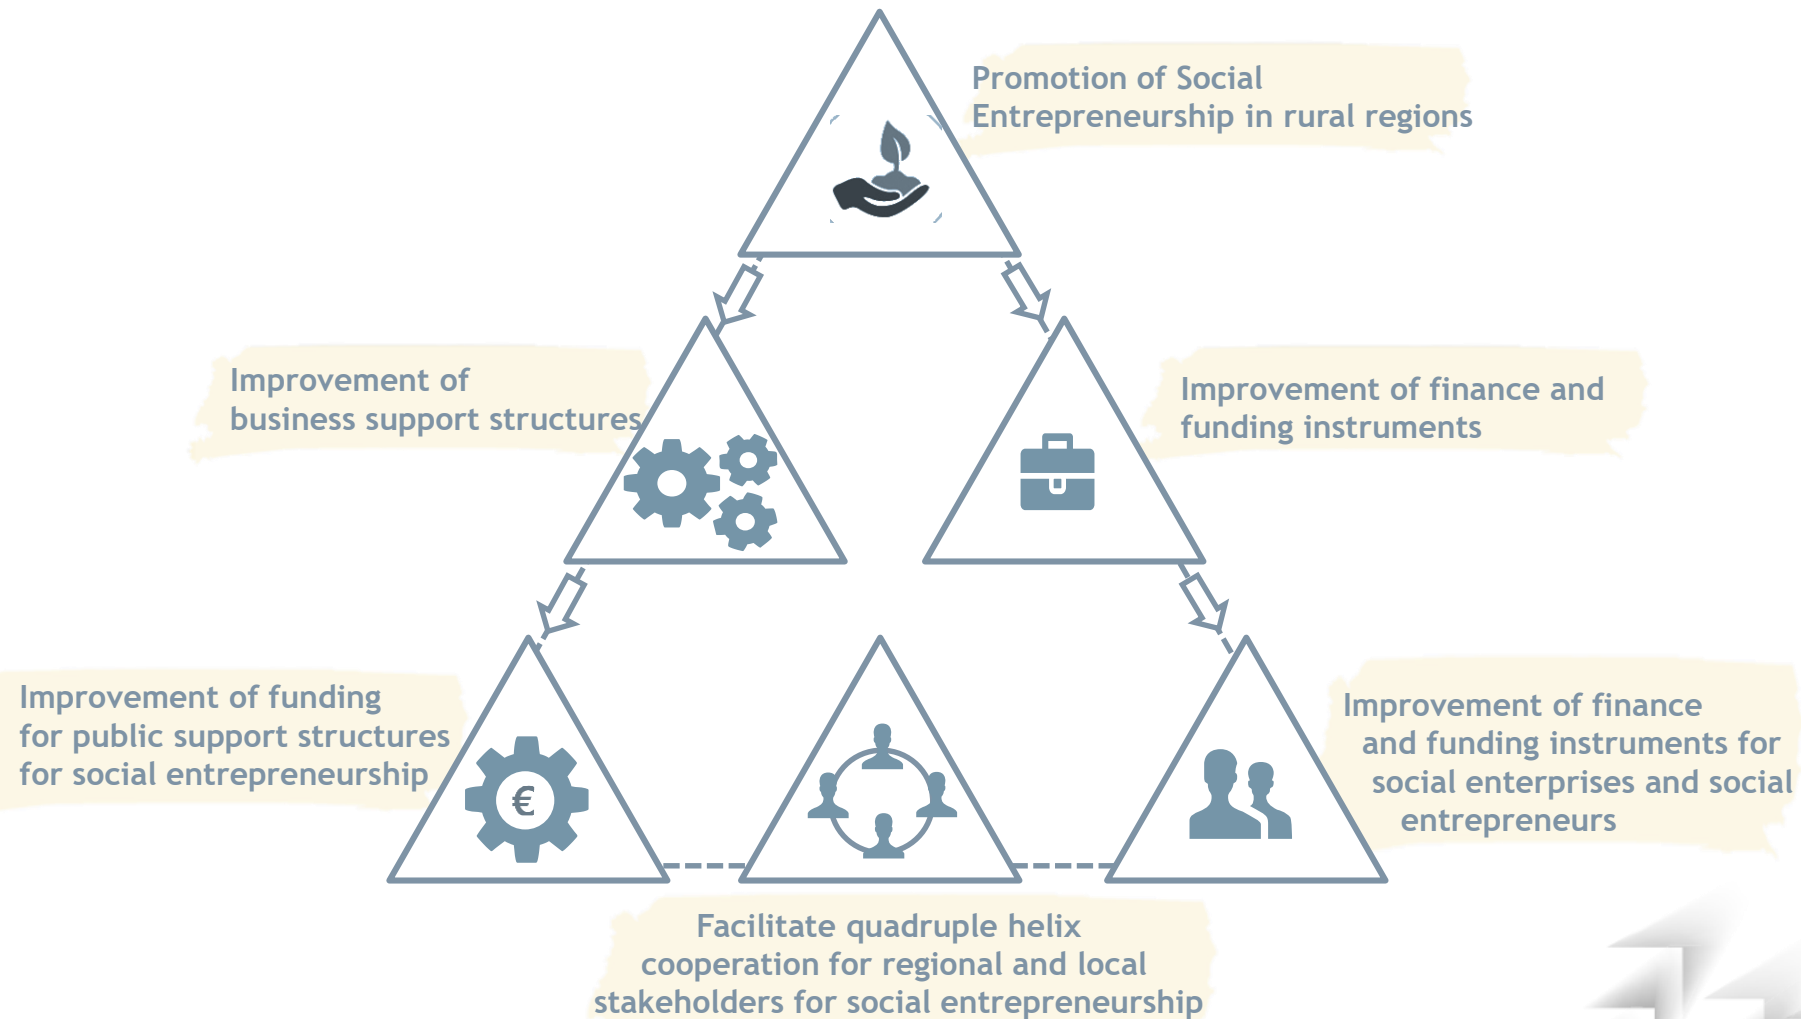 Promotion of Social
Entrepreneurship in rural regions
Improvement of
business support structures
Improvement of finance and
funding instruments
Improvement of funding
for public support structures
for social entrepreneurship
€
Improvement of finance
and funding instruments for
social enterprises and social
entrepreneurs
Facilitate quadruple helix
cooperation for regional and local
stakeholders for social entrepreneurship